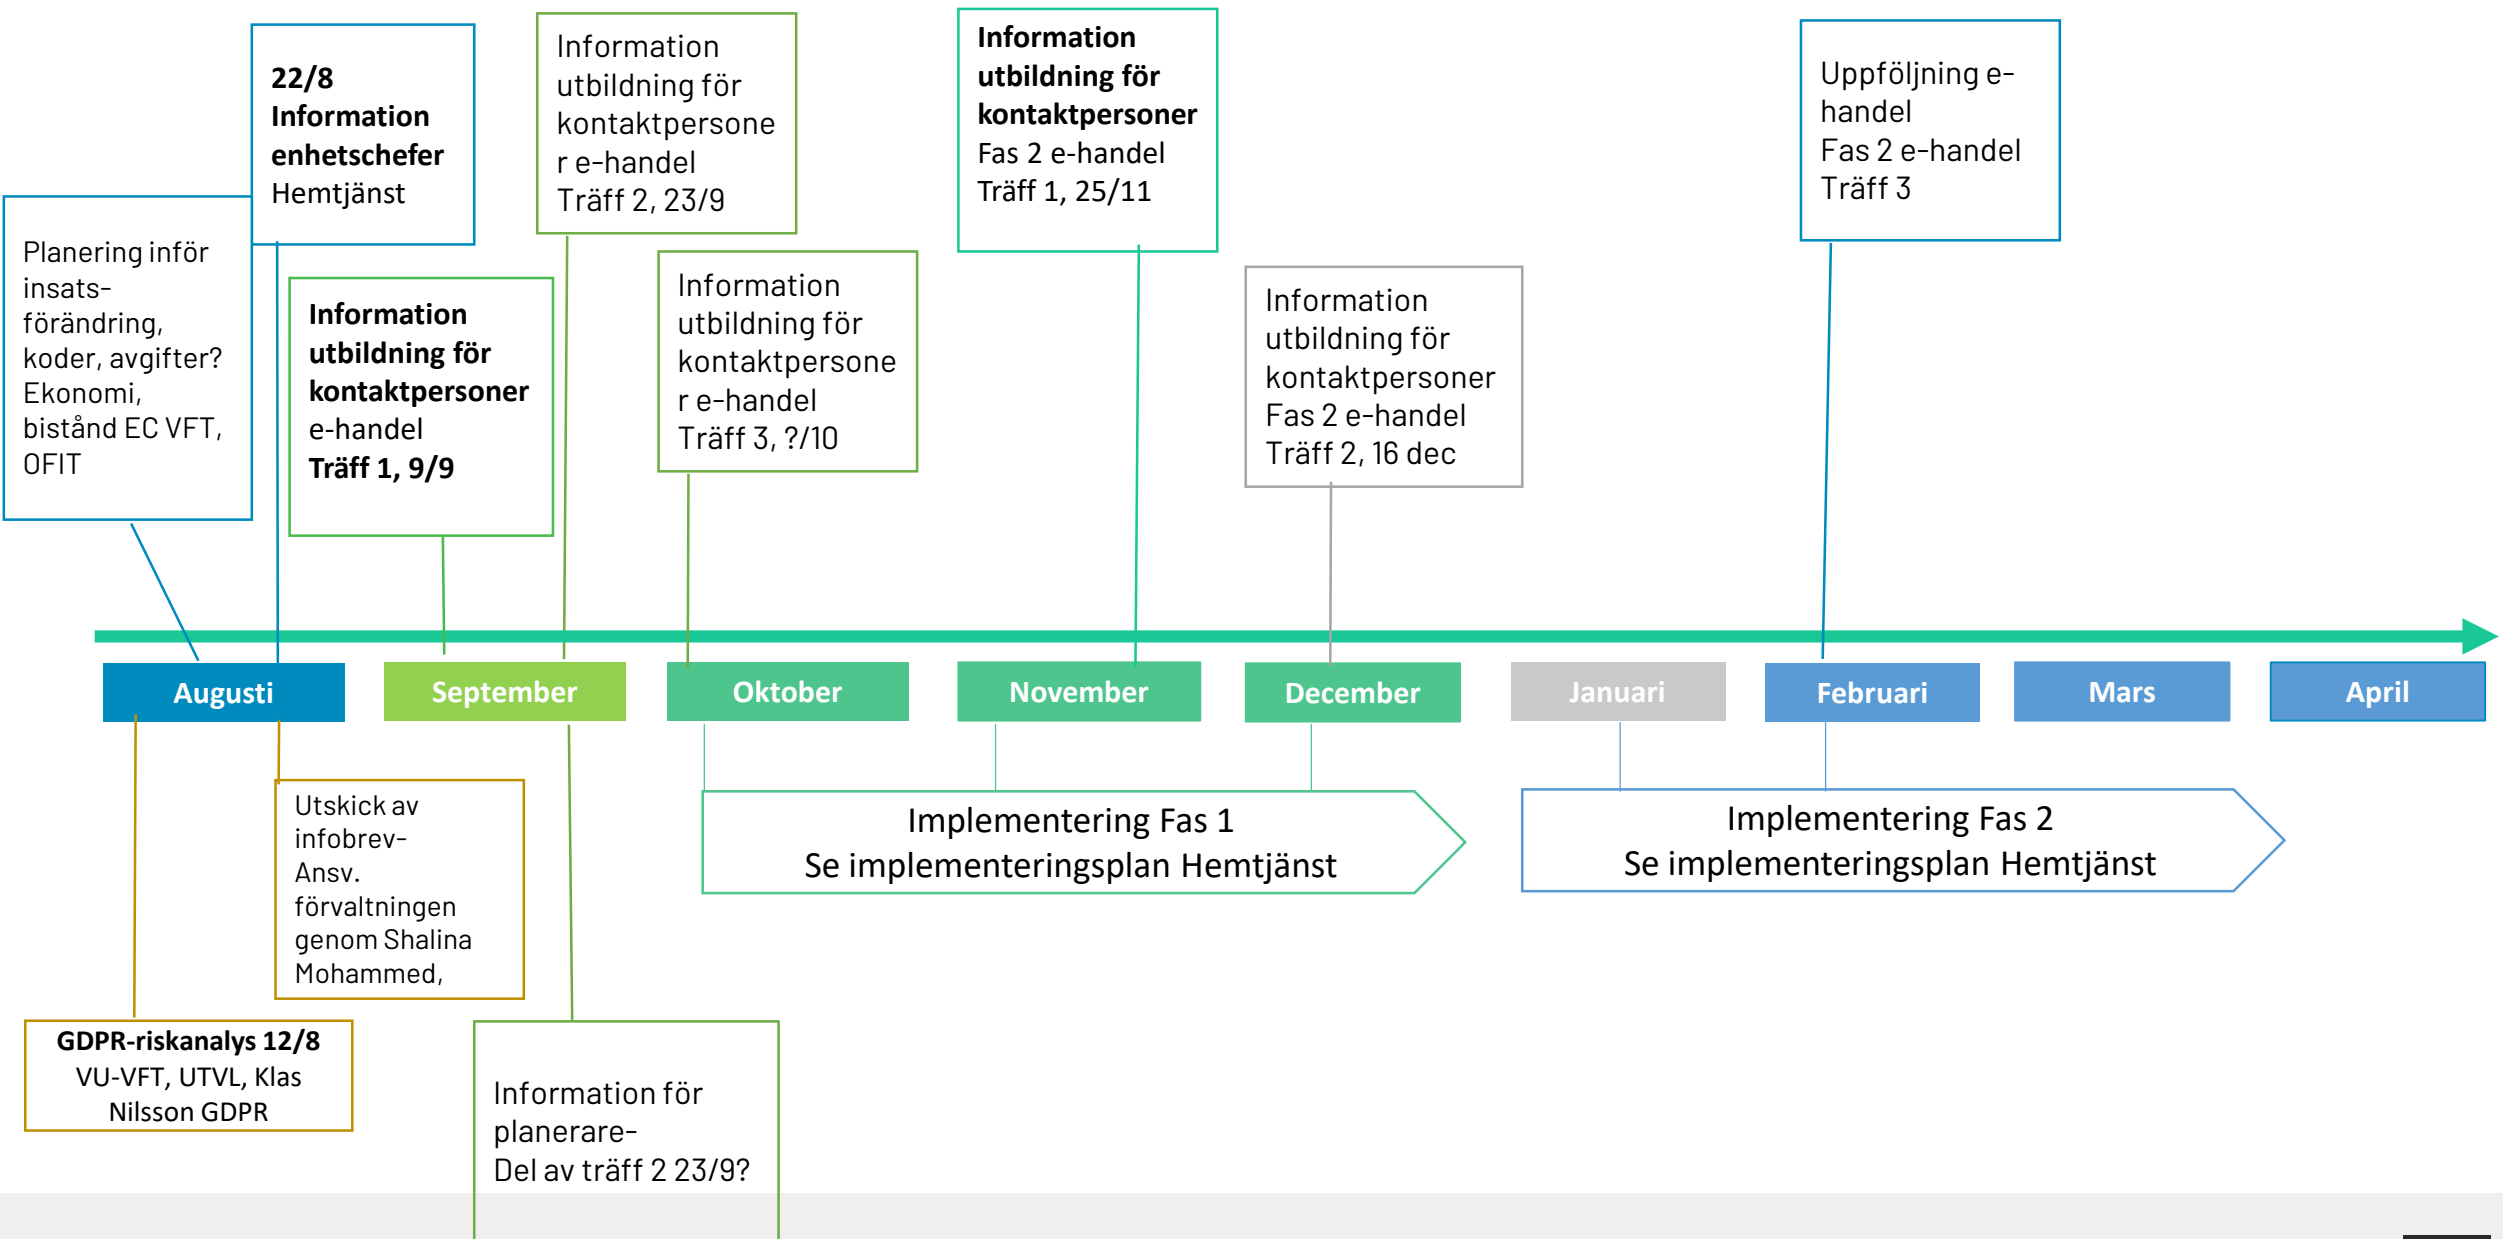 22/8
Information
enhetschefer
Hemtjänst
Information
utbildning för
kontaktpersone
r e-handel
Träff 2, 23/9
Information
utbildning för
kontaktpersoner
Fas 2 e-handel
Träff 1, 25/11
Uppföljning e-
handel
Fas 2 e-handel
Träff 3
Planering inför
insats-
förändring,
koder, avgifter?
Ekonomi,
bistånd EC VFT,
OFIT
Information
utbildning för
kontaktpersoner
e-handel
Träff 1, 9/9
Information
utbildning för
kontaktpersone
r e-handel
Träff 3, ?/10
Information
utbildning för
kontaktpersoner
Fas 2 e-handel
Träff 2, 16 dec
Augusti
September
Oktober
November
December
Januari
Februari
Mars
April
Utskick av
infobrev-
Ansv.
förvaltningen
genom Shalina
Mohammed,
Implementering Fas 1
Se implementeringsplan Hemtjänst
Implementering Fas 2
Se implementeringsplan Hemtjänst
GDPR-riskanalys 12/8
VU-VFT, UTVL, Klas
Nilsson GDPR
Information för
planerare-
Del av träff 2 23/9?